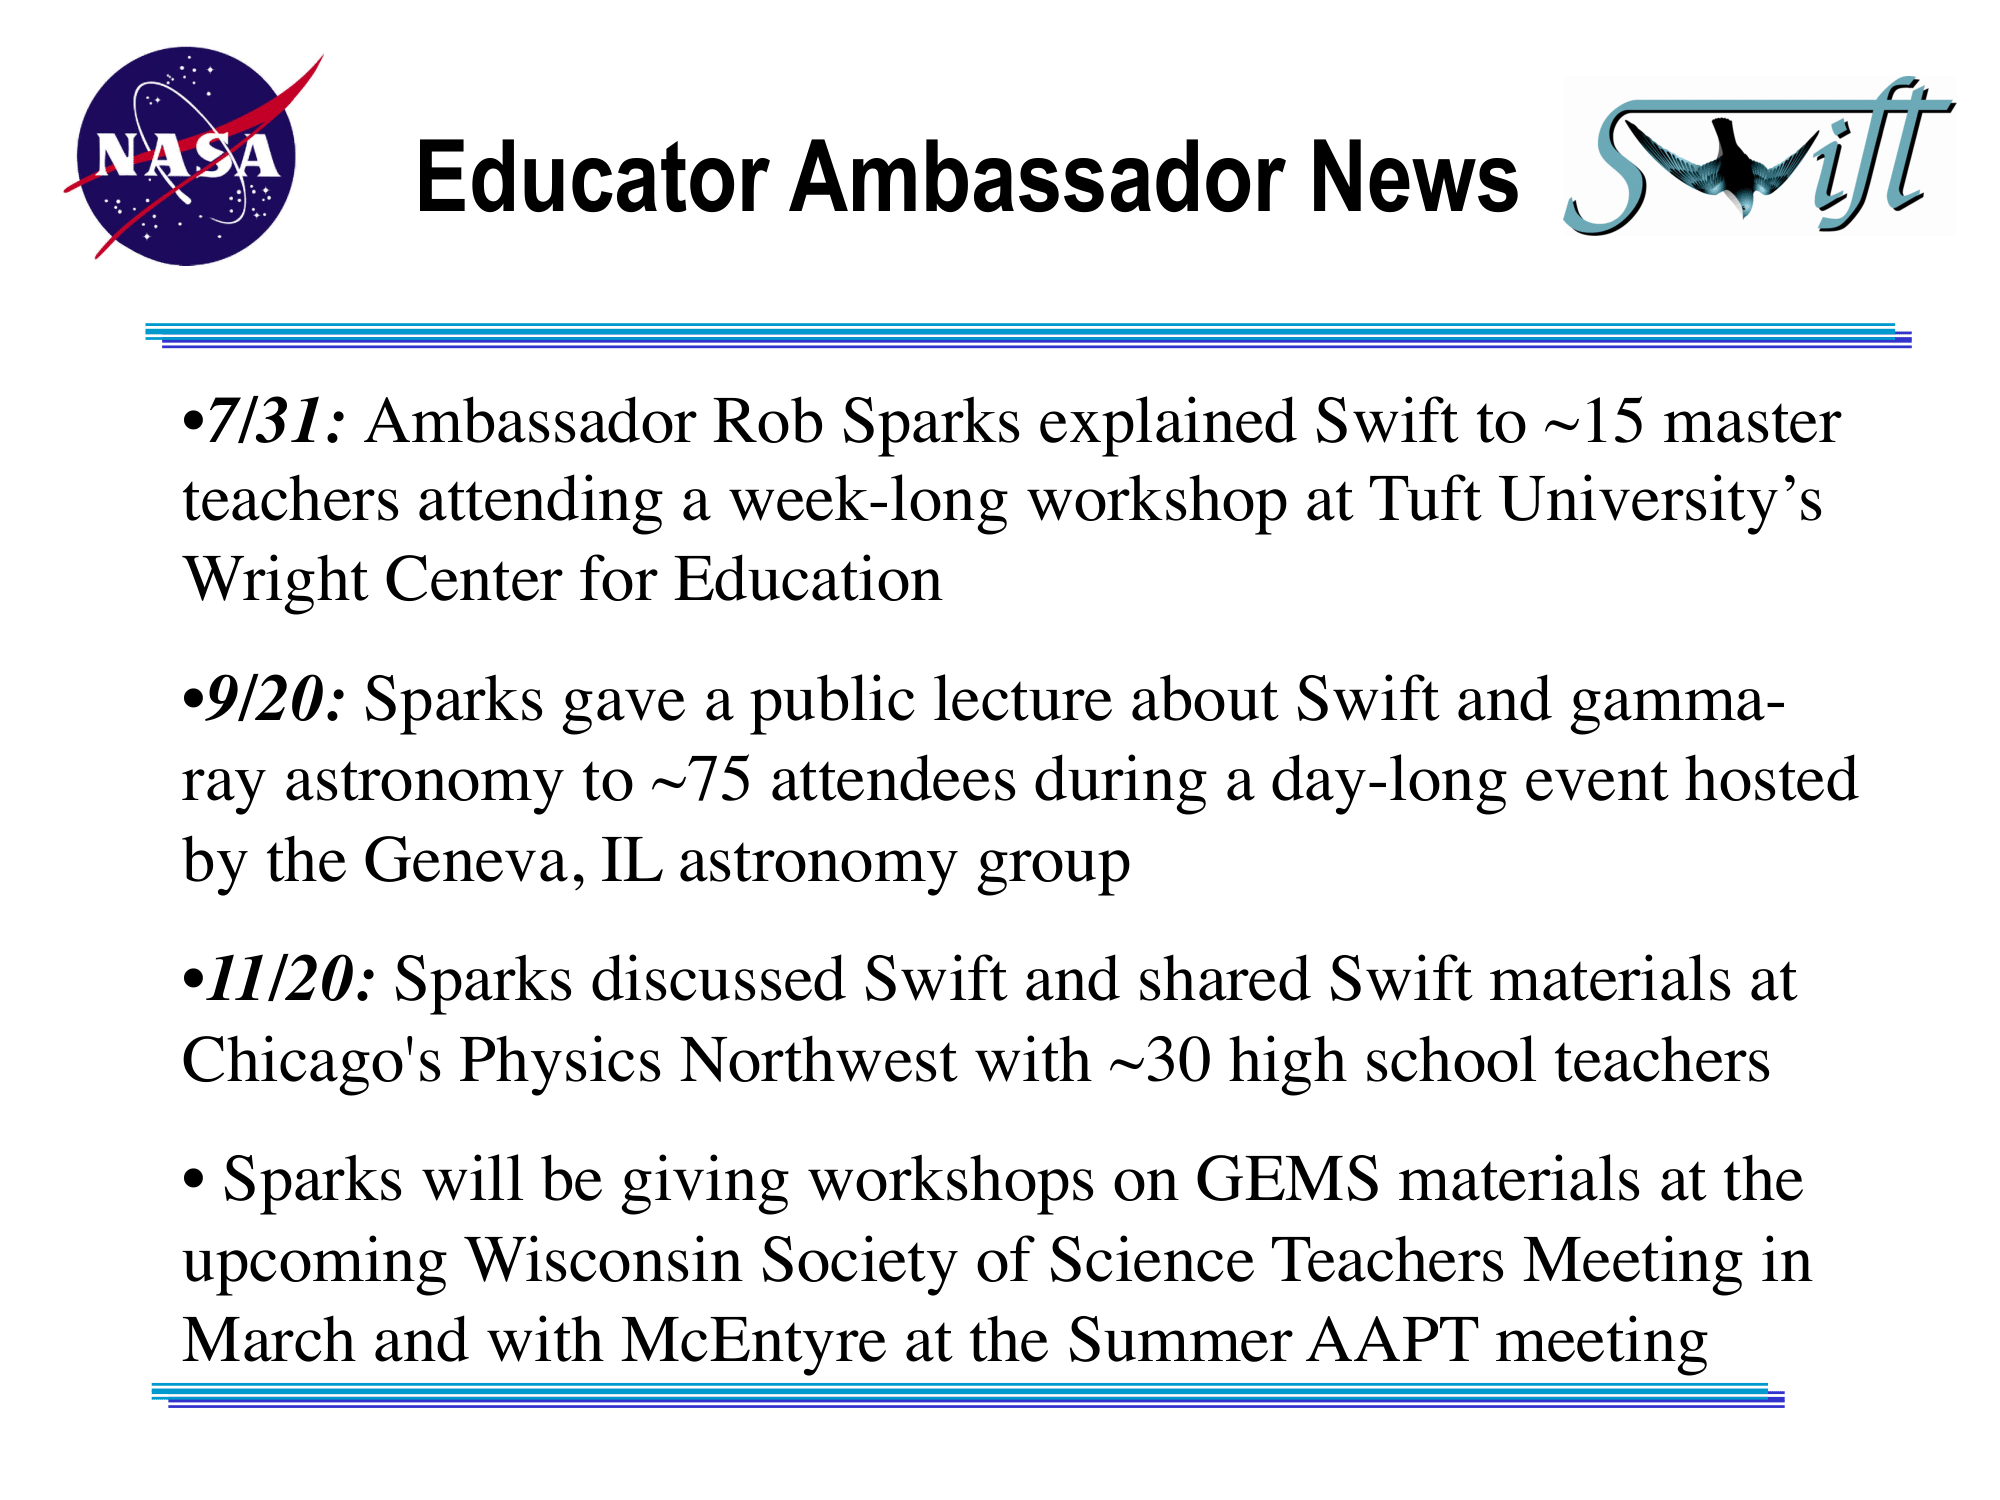 NASA
Educator Ambassador News
Swift
•7/31: Ambassador Rob Sparks explained Swift to ~15 master
teachers attending a week-long workshop at Tuft University’s
Wright Center for Education
•9/20: Sparks gave a public lecture about Swift and gamma-
ray astronomy to ~75 attendees during a day-long event hosted
by the Geneva, IL astronomy group
•11/20: Sparks discussed Swift and shared Swift materials at
Chicago's Physics Northwest with ~30 high school teachers
• Sparks will be giving workshops on GEMS materials at the
upcoming Wisconsin Society of Science Teachers Meeting in
March and with McEntyre at the Summer AAPT meeting